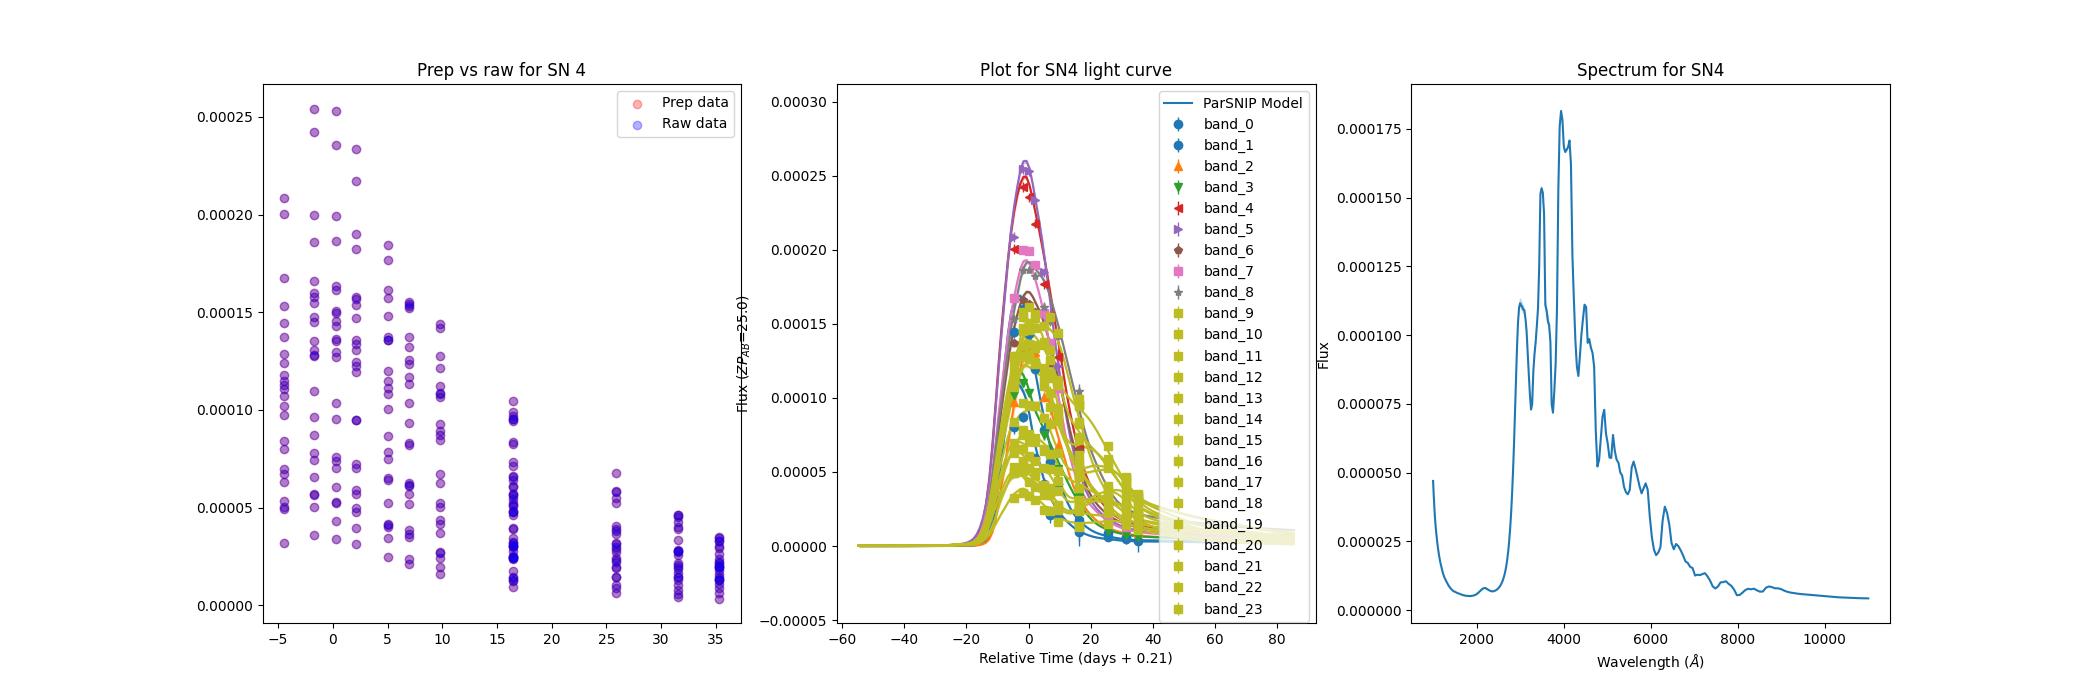 Prep vs raw for SN 4
Prep data
Raw data
0.00025
0.00020
0.00015
0.00010
0.00005
0.00000
−5
0
5
10
15
20
25
30
35
Plot for SN4 light curve
Flux (ZP_AB=25.0)
0.00030
0.00025
0.00020
0.00015
0.00010
0.00005
0.00000
−0.00005
ParSNIP Model
band_0
band_1
band_2
band_3
band_4
band_5
band_6
band_7
band_8
band_9
band_10
band_11
band_12
band_13
band_14
band_15
band_16
band_17
band_18
band_19
band_20
band_21
band_22
band_23
−60
−40
−20
0
20
40
60
80
Relative Time (days + 0.21)
Spectrum for SN4
Flux
0.000175
0.000150
0.000125
0.000100
0.000075
0.000050
0.000025
0.000000
2000
4000
6000
8000
10000
Wavelength (Å)